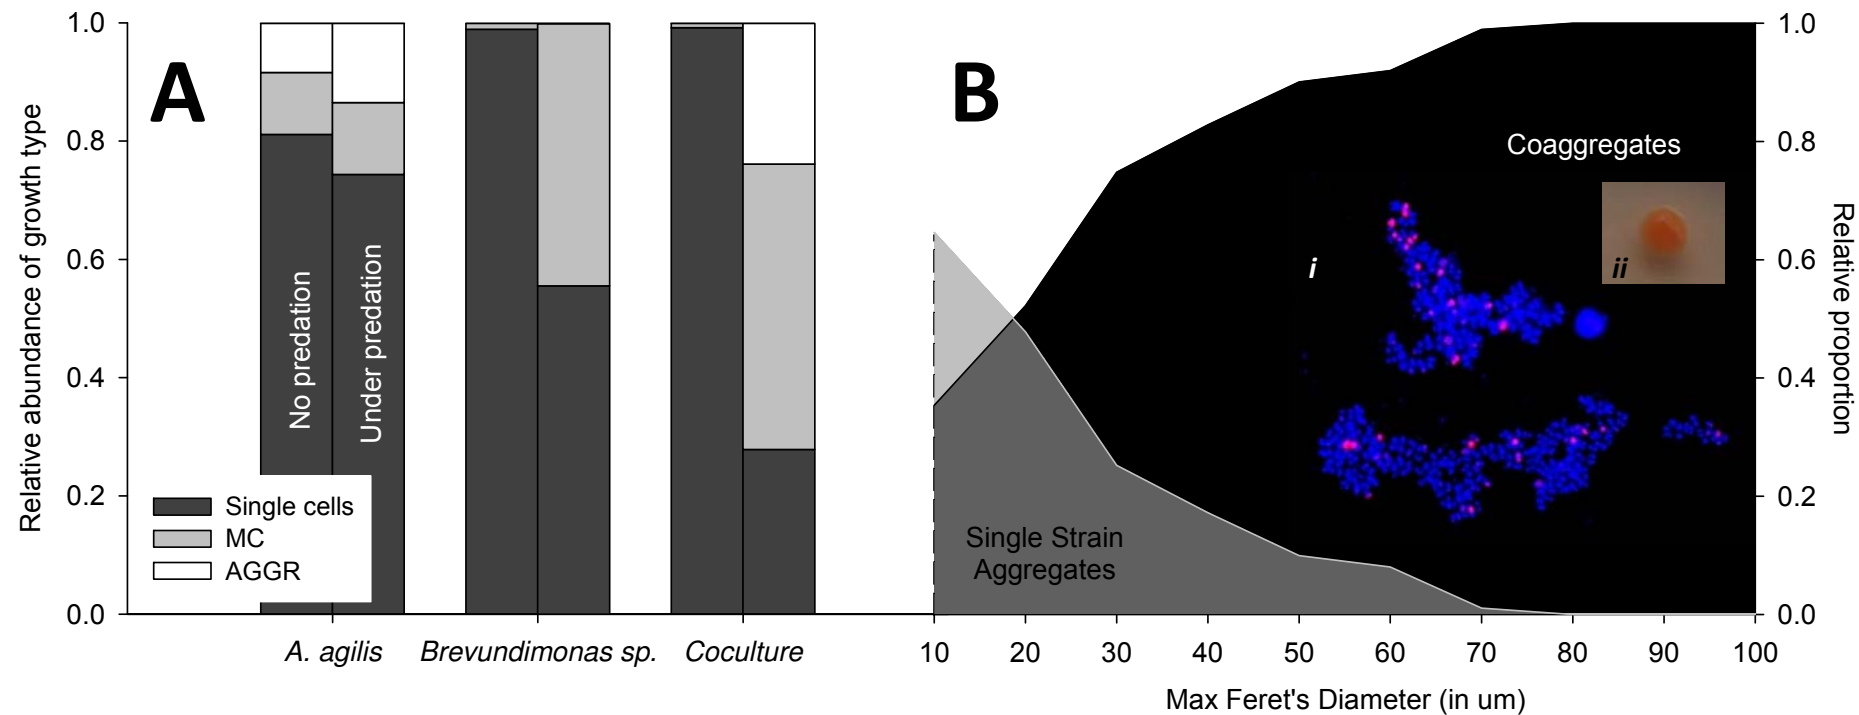 A
Relative abundance of growth type
1.0
0.8
0.6
0.4
0.2
0.0
No predation
Under predation
Single cells
MC
AGGR
A. agilis
Brevundimonas sp.
Coculture
B
Coaggregates
i
ii
Single Strain
Aggregates
1.0
0.8
0.6
0.4
0.2
0.0
Relative proportion
10 20 30 40 50 60 70 80 90 100
Max Feret's Diameter (in um)